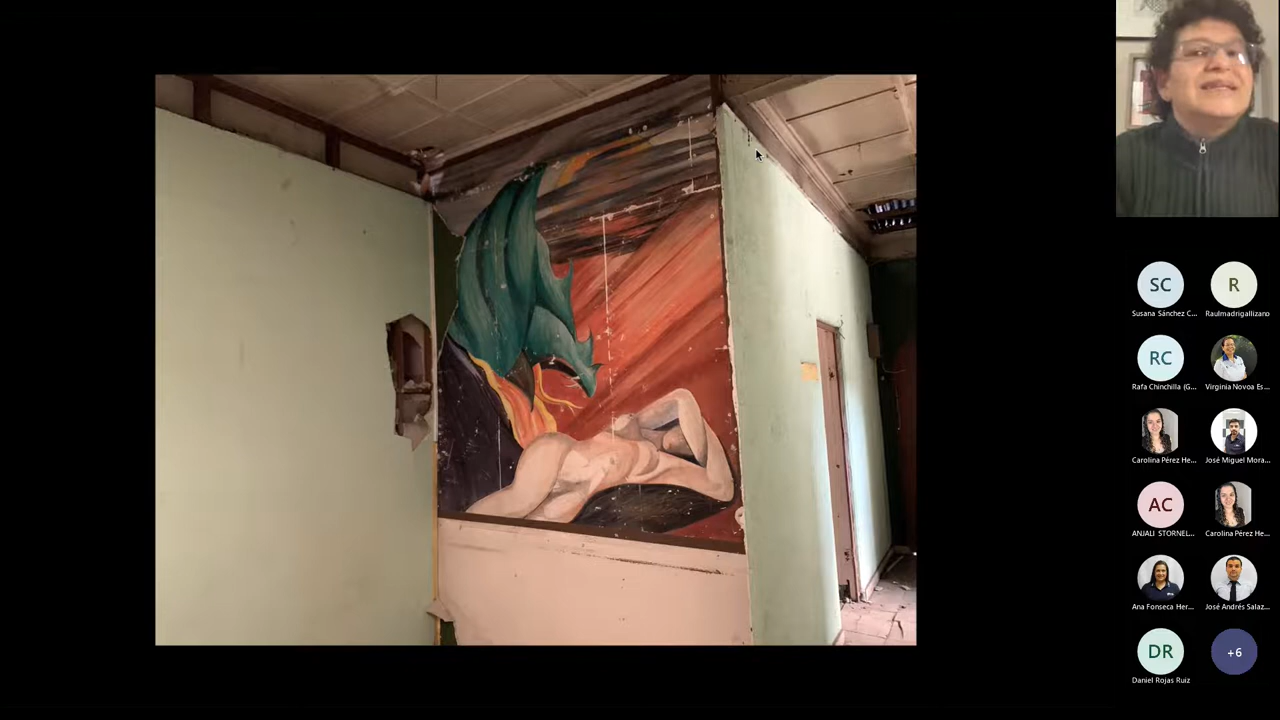 SC
R
Susana Sánchez C...
Raulmadrigallizano
RC
Rafa Chinchilla (G...
Virginia Novoa Es...
Carolina Pérez He...
José Miguel Mora...
AC
ANJALI STORNEL...
Carolina Pérez He...
Ana Fonseca Her...
José Andrés Salaz...
DR
+6
Daniel Rojas Ruiz